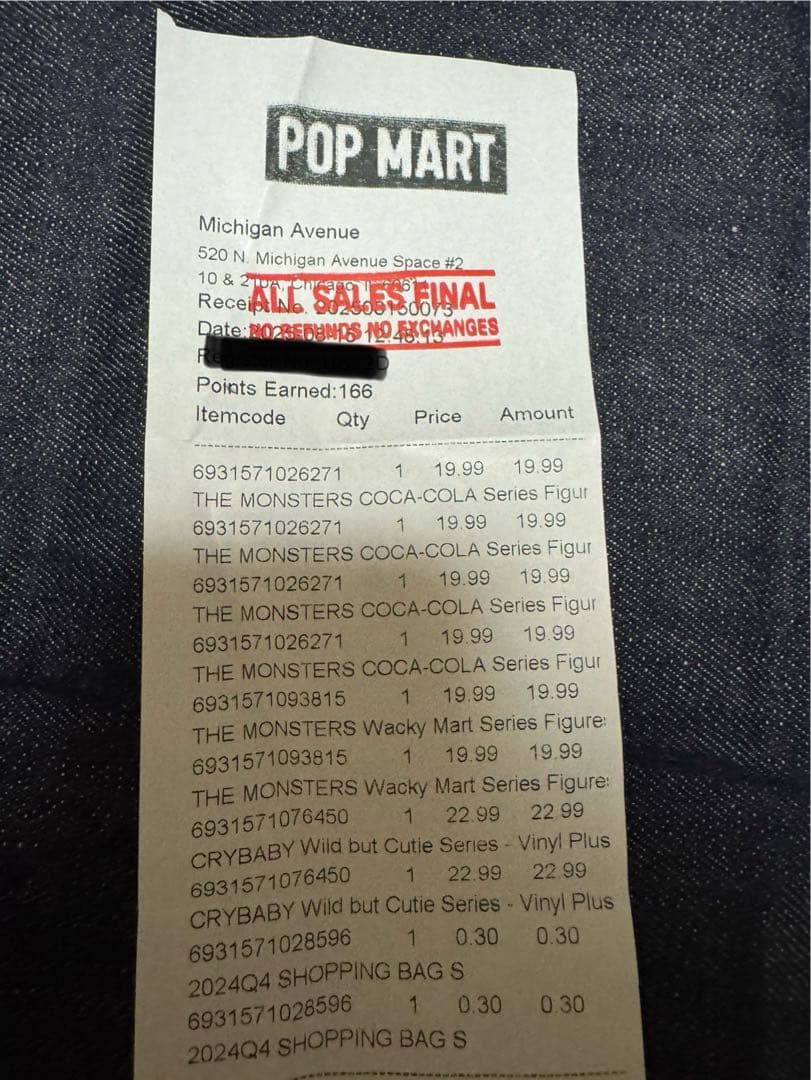 POP MART
Michigan Avenue
520 N. Michigan Avenue Space #2
10 & 210A, Chicago
ALL SALES FINAL
Receipt No.
NO REFUNDS NO EXCHANGES
Date:
Points Earned:166
Itemcode Qty Price Amount
6931571026271 1 19.99 19.99
THE MONSTERS COCA-COLA Series Figur
6931571026271 1 19.99 19.99
THE MONSTERS COCA-COLA Series Figur
6931571026271 1 19.99 19.99
THE MONSTERS COCA-COLA Series Figur
6931571026271 1 19.99 19.99
THE MONSTERS COCA-COLA Series Figur
6931571093815 1 19.99 19.99
THE MONSTERS Wacky Mart Series Figure
6931571093815 1 19.99 19.99
THE MONSTERS Wacky Mart Series Figure
6931571076450 1 22.99 22.99
CRYBABY Wild but Cutie Series - Vinyl Plus
6931571076450 1 22.99 22.99
CRYBABY Wild but Cutie Series - Vinyl Plus
6931571028596 1 0.30 0.30
2024Q4 SHOPPING BAG S
6931571028596 1 0.30 0.30
2024Q4 SHOPPING BAG S